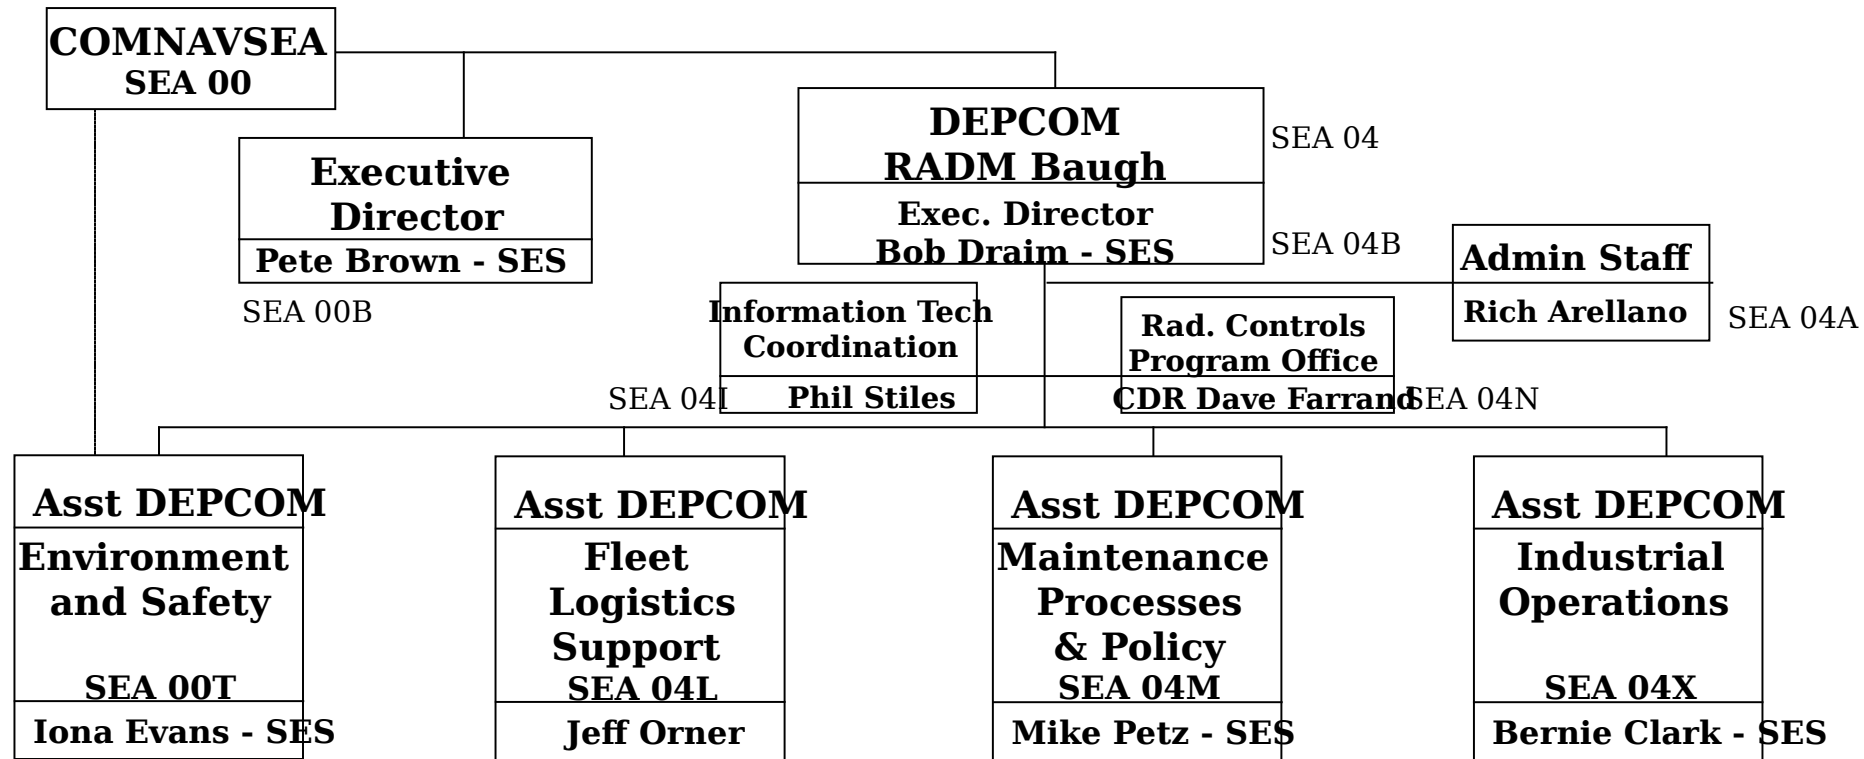 COMNAVSEA
SEA 00
Executive
Director
Pete Brown - SES
SEA 00B
DEPCOM
RADM Baugh
SEA 04
Exec. Director
Bob Draim - SES
SEA 04B
Admin Staff
Rich Arellano
SEA 04A
Information Tech
Coordination
Phil Stiles
SEA 04I
Rad. Controls
Program Office
CDR Dave Farrand
SEA 04N
Asst DEPCOM
Environment
and Safety
SEA 00T
Iona Evans - SES
Asst DEPCOM
Fleet
Logistics
Support
SEA 04L
Jeff Orner
Asst DEPCOM
Maintenance
Processes
& Policy
SEA 04M
Mike Petz - SES
Asst DEPCOM
Industrial
Operations
SEA 04X
Bernie Clark - SES